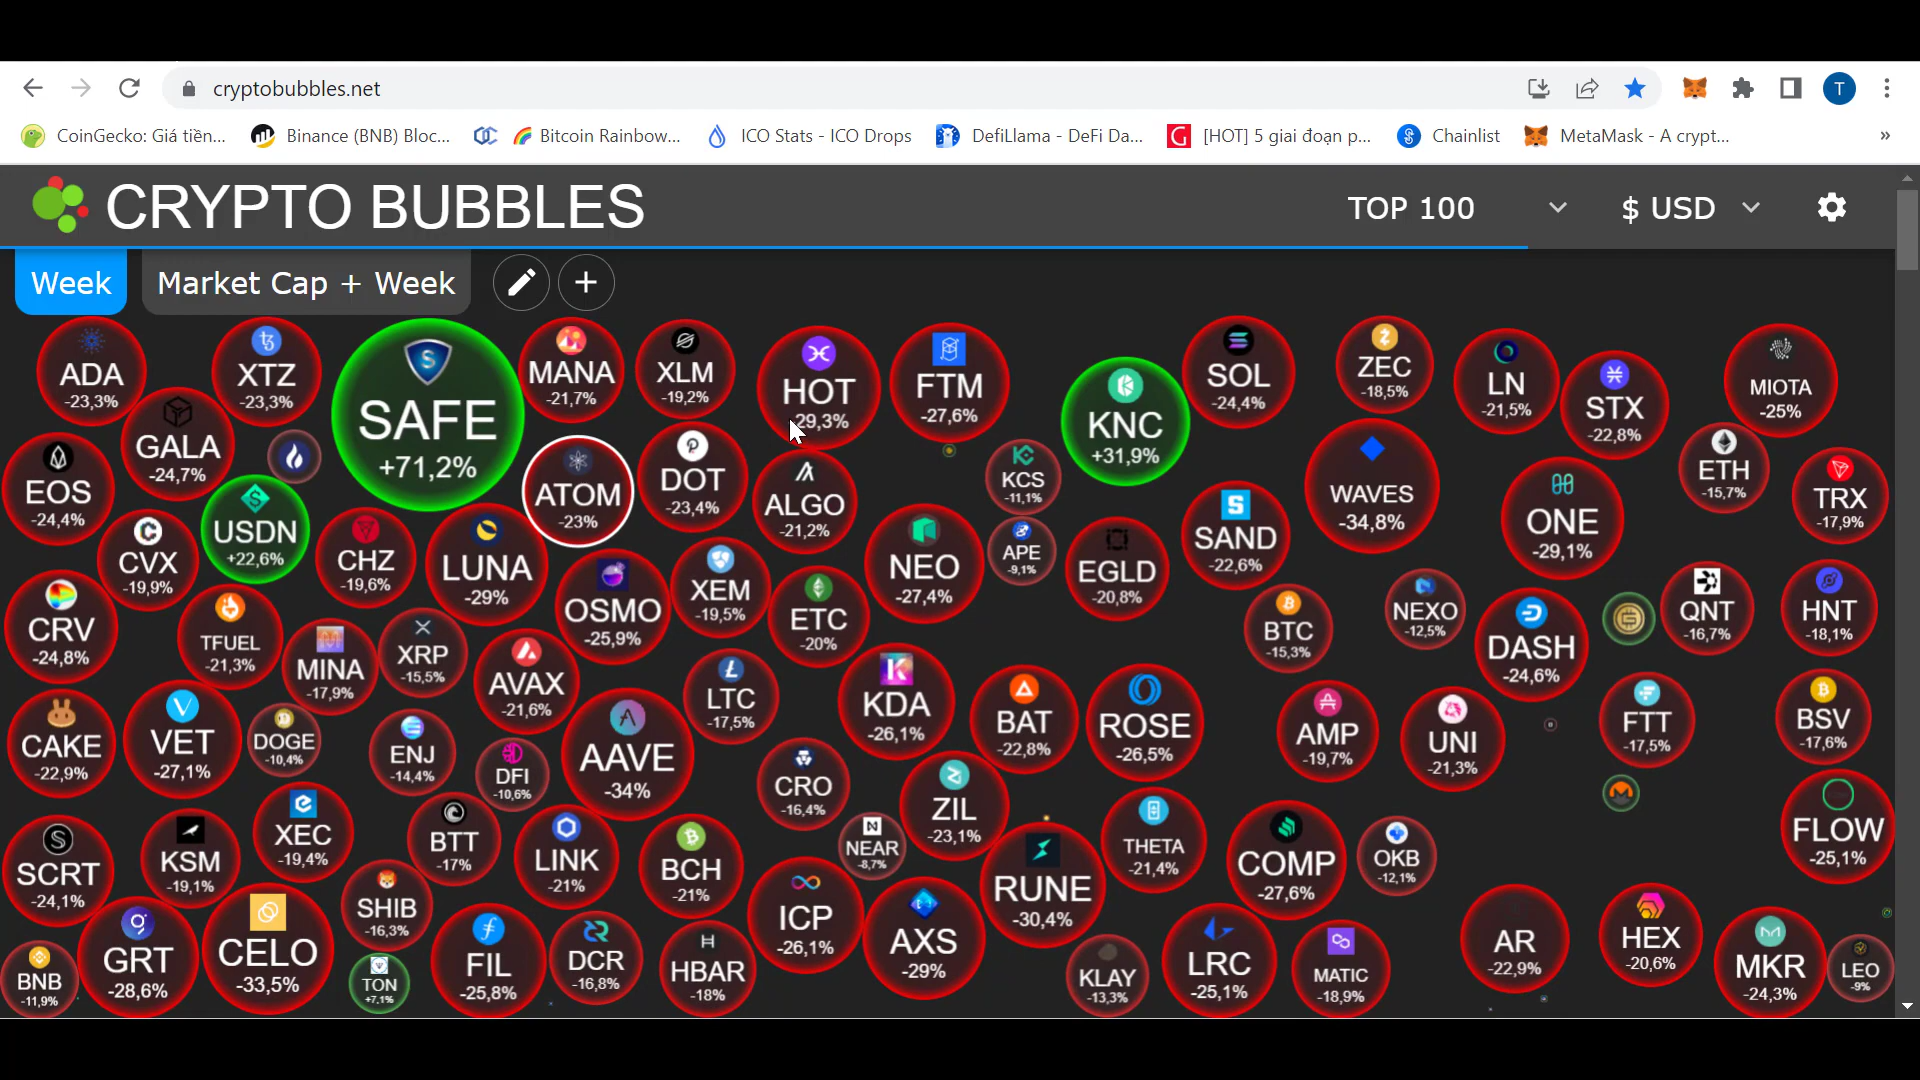 cryptobubbles.net
T
CoinGecko: Giá tiền...
Binance (BNB) Bloc...
Bitcoin Rainbow...
ICO Stats - ICO Drops
DefiLlama - DeFi Da...
[HOT] 5 giai đoạn p...
Chainlist
MetaMask - A crypt...
»
CRYPTO BUBBLES
TOP 100
$ USD
Week
Market Cap + Week
ADA
-23,3%
XTZ
-23,3%
SAFE
+71,2%
MANA
-21,7%
XLM
-19,2%
HOT
29,3%
FTM
-27,6%
KNC
+31,9%
SOL
-24,4%
ZEC
-18,5%
LN
-21,5%
STX
-22,8%
MIOTA
-25%
GALA
-24,7%
EOS
-24,4%
USDN
+22,6%
ATOM
-23%
DOT
-23,4%
ALGO
-21,2%
KCS
-11,1%
WAVES
-34,8%
ONE
-29,1%
ETH
-15,7%
TRX
-17,9%
CVX
-19,9%
CHZ
-19,6%
LUNA
-29%
OSMO
-25,9%
XEM
-19,5%
ETC
-20%
NEO
-27,4%
APE
-9,1%
EGLD
-20,8%
SAND
-22,6%
BTC
-15,3%
NEXO
-12,5%
DASH
-24,6%
QNT
-16,7%
HNT
-18,1%
CRV
-24,8%
TFUEL
-21,3%
MINA
-17,9%
XRP
-15,5%
AVAX
-21,6%
LTC
-17,5%
KDA
-26,1%
BAT
-22,8%
ROSE
-26,5%
AMP
-19,7%
UNI
-21,3%
FTT
-17,5%
BSV
-17,6%
CAKE
-22,9%
VET
-27,1%
DOGE
-10,4%
ENJ
-14,4%
DFI
-10,6%
AAVE
-34%
CRO
-16,4%
ZIL
-23,1%
SCRT
-24,1%
KSM
-19,1%
XEC
-19,4%
BTT
-17%
LINK
-21%
BCH
-21%
NEAR
-8,7%
RUNE
-30,4%
THETA
-21,4%
COMP
-27,6%
OKB
-12,1%
FLOW
-25,1%
BNB
-11,9%
GRT
-28,6%
CELO
-33,5%
SHIB
-16,3%
TON
+7,1%
FIL
-25,8%
DCR
-16,8%
HBAR
-18%
ICP
-26,1%
AXS
-29%
KLAY
-13,3%
LRC
-25,1%
MATIC
-18,9%
AR
-22,9%
HEX
-20,6%
MKR
-24,3%
LEO
-9%